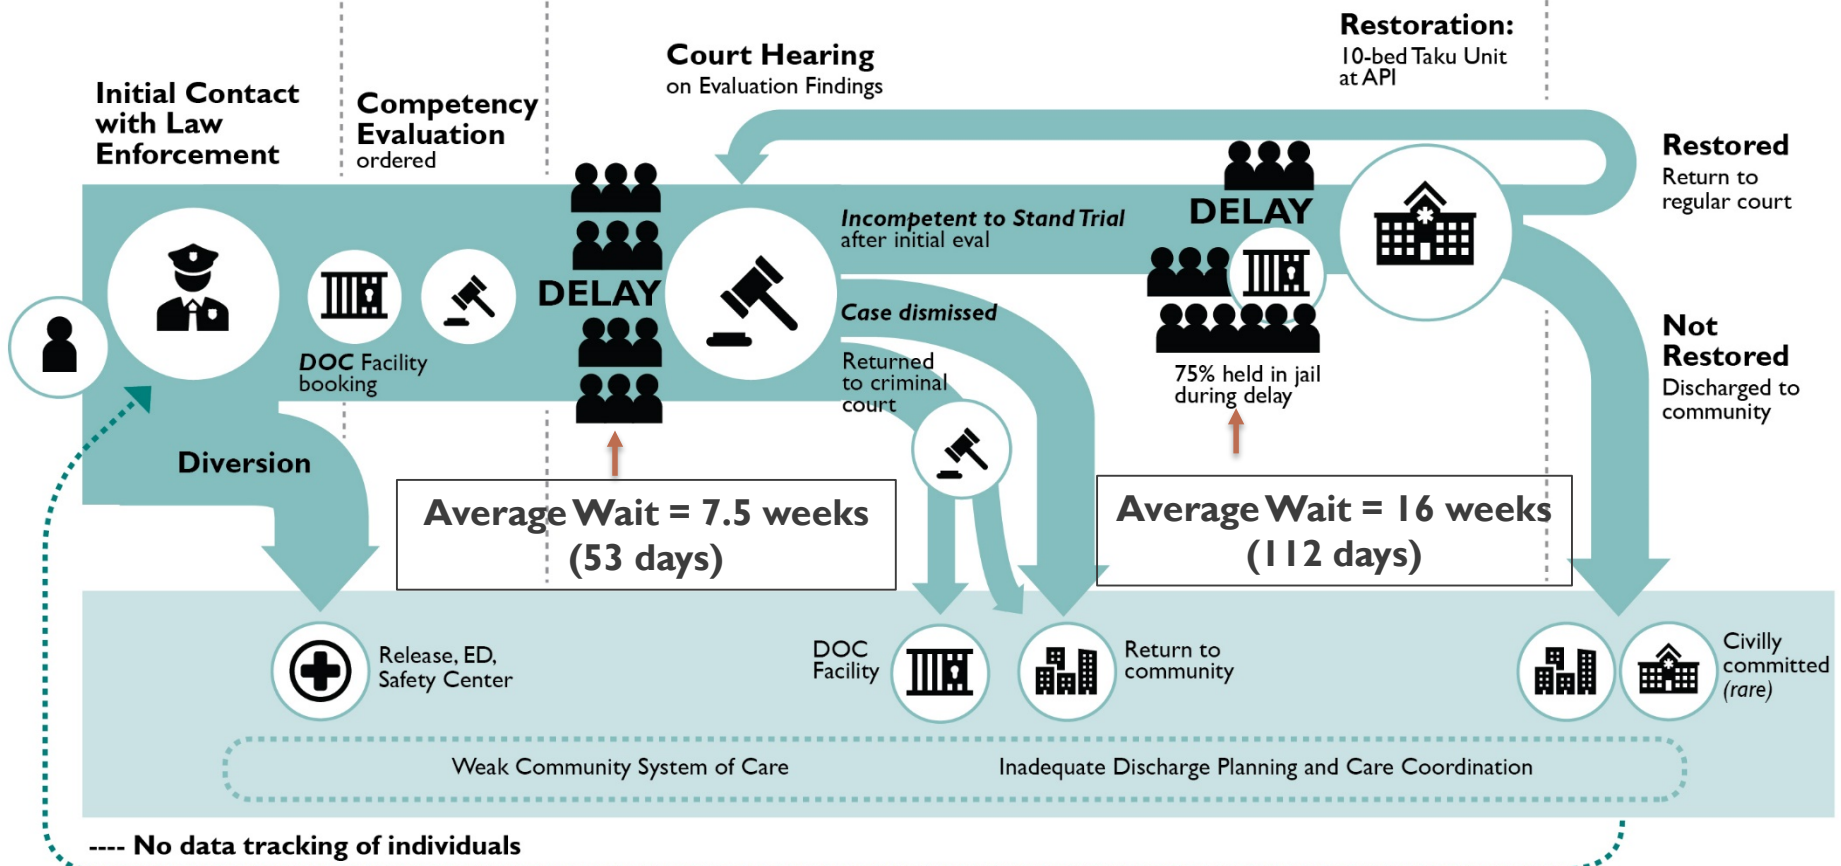 Initial Contact
with Law
Enforcement
Competency
Evaluation
ordered
Court Hearing
on Evaluation Findings
Restoration:
10-bed Taku Unit
at API
Restored
Return to
regular court
DOC Facility
booking
DELAY
Incompetent to Stand Trial
after initial eval
Case dismissed
Returned
to criminal
court
DELAY
75% held in jail
during delay
Not
Restored
Discharged to
community
Diversion
Average Wait = 7.5 weeks
(53 days)
Average Wait = 16 weeks
(112 days)
Release, ED,
Safety Center
DOC
Facility
Return to
community
Civilly
committed
(rare)
Weak Community System of Care
Inadequate Discharge Planning and Care Coordination
---- No data tracking of individuals